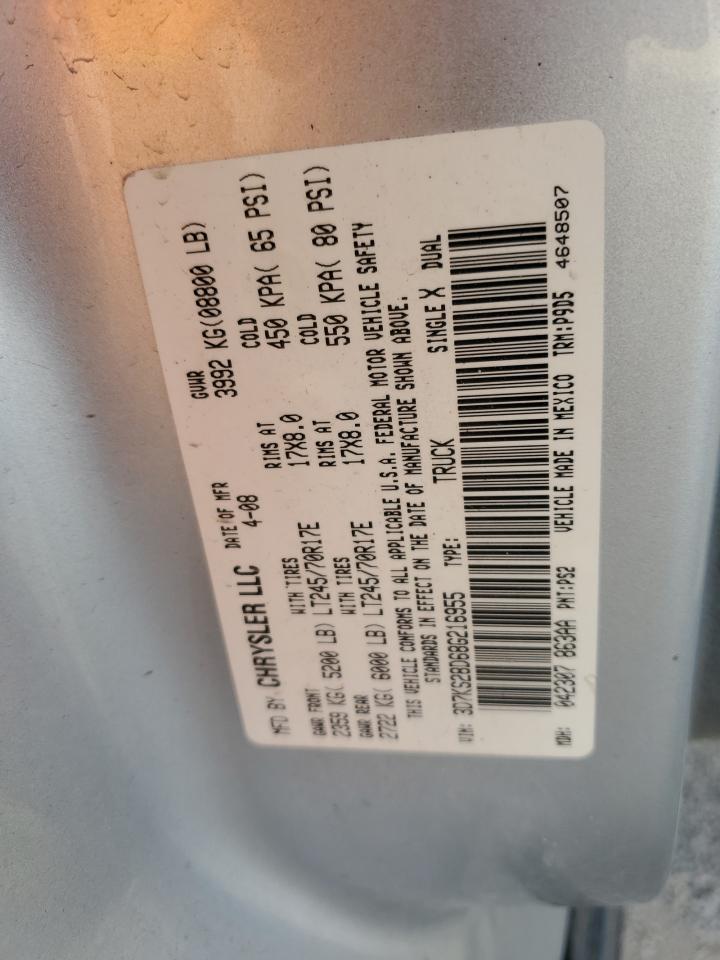 MFD BY CHRYSLER LLC DATE OF MFR 4-08 GVWR 3992 KG(08800 LB)
GAWR FRONT WITH TIRES RIMS AT COLD
2359 KG( 5200 LB) LT245/70R17E 17X8.0 450 KPA( 65 PSI)
GAWR REAR WITH TIRES RIMS AT COLD
2722 KG( 6000 LB) LT245/70R17E 17X8.0 550 KPA( 80 PSI)
THIS VEHICLE CONFORMS TO ALL APPLICABLE U.S.A. FEDERAL MOTOR VEHICLE SAFETY
STANDARDS IN EFFECT ON THE DATE OF MANUFACTURE SHOWN ABOVE.
VIN: 3D7KS28D68G216955 TYPE: TRUCK SINGLE X DUAL
MDH: 042307 863AA PNT:PS2 VEHICLE MADE IN MEXICO TRM:P9D5 4648507